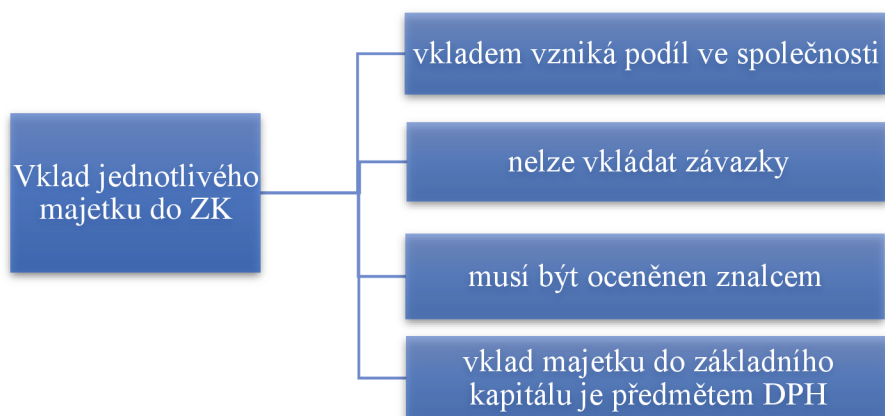 Vklad jednotlivého
majetku do ZK
vkladem vzniká podíl ve společnosti
nelze vkládat závazky
musí být oceněnen znalcem
vklad majetku do základního
kapitálu je předmětem DPH